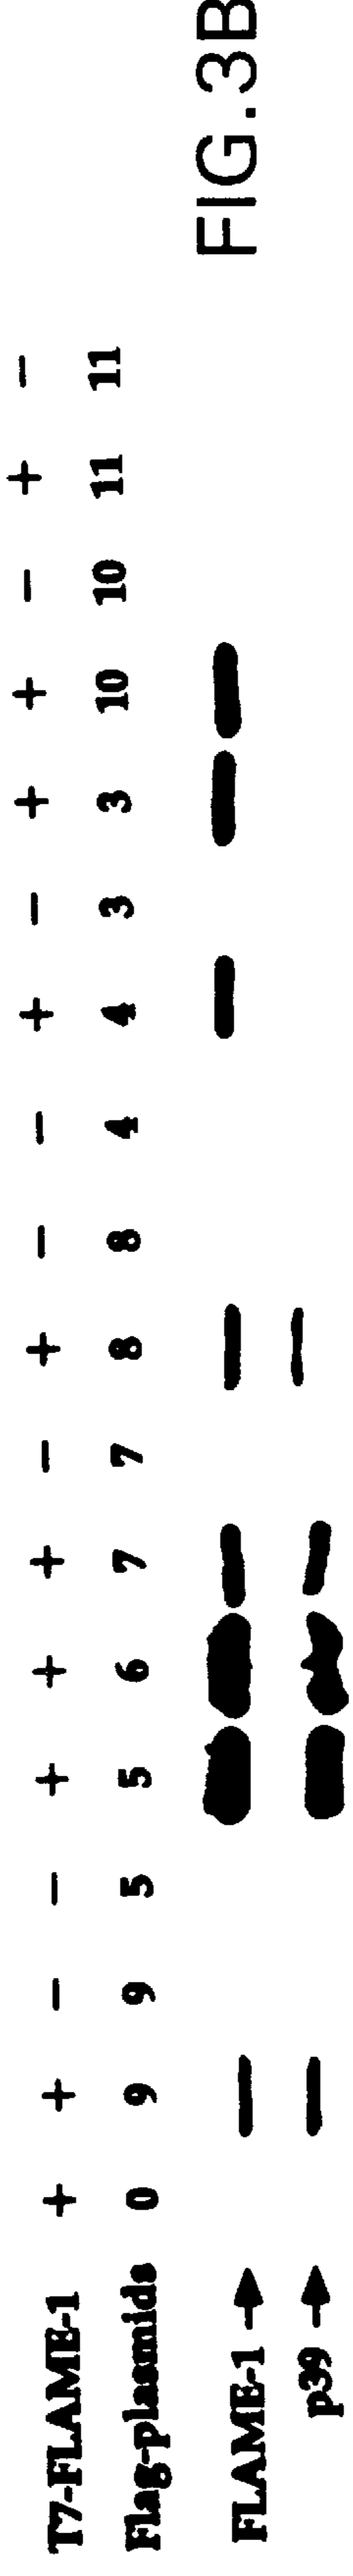 T7-FLAME-1 + + − − + + + − + − − + − + + − + −
Flag-plasmids 0 9 9 5 5 6 7 7 8 8 4 4 3 3 10 10 11 11
FLAME-1 →
p39 →
FIG.3B